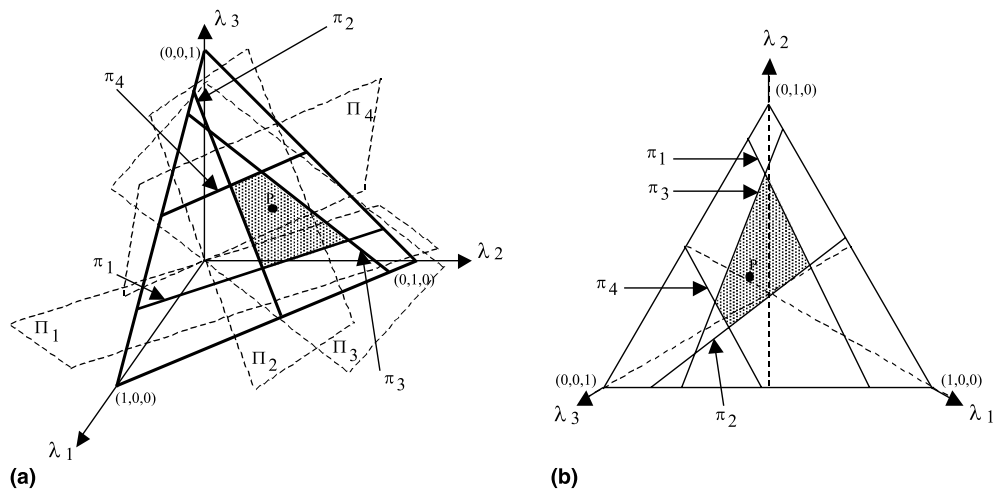 λ 3
π 2
(0,0,1)
π 4
Π 4
P
λ 2
π 1
(0,1,0)
Π 1
Π 2
Π 3
π 3
(1,0,0)
λ 1
(a)
λ 2
(0,1,0)
π 1
π 3
P
π 4
(0,0,1)
(1,0,0)
λ 3
π 2
λ 1
(b)